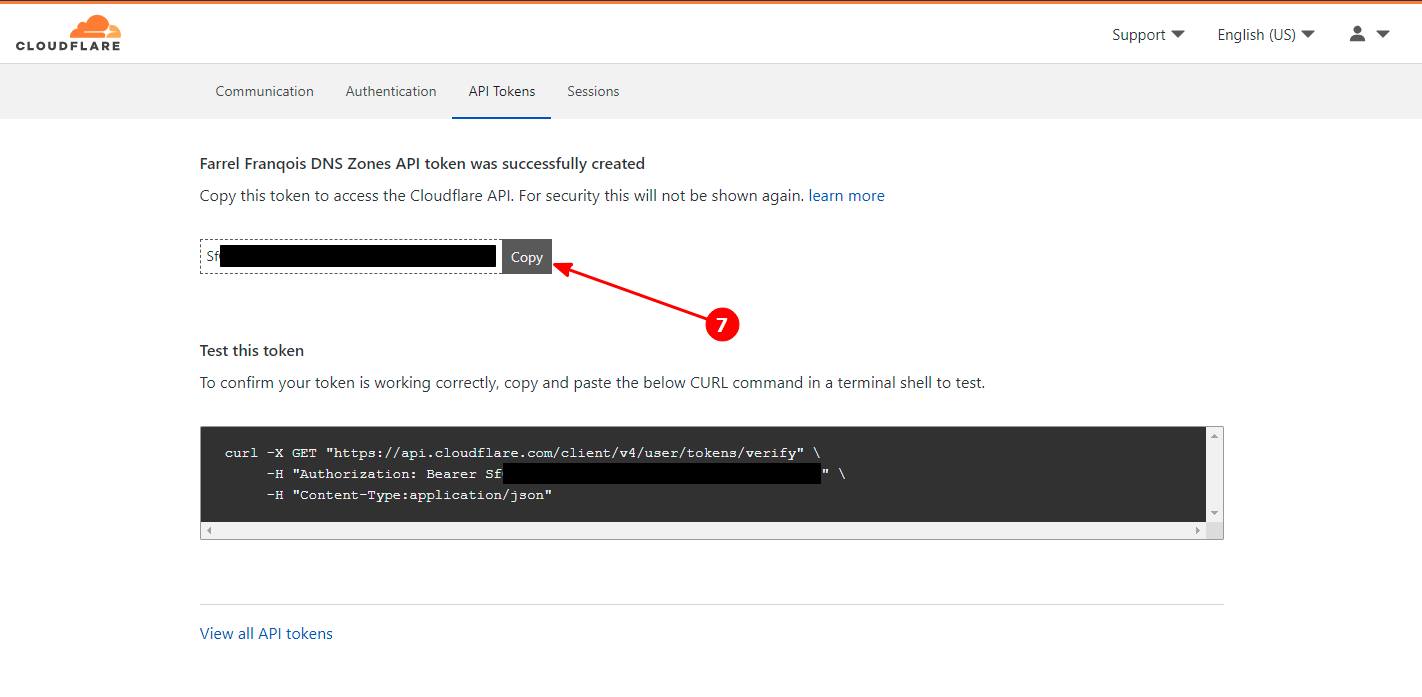 CLOUDFLARE
Support English (US)
Communication Authentication API Tokens Sessions
Farrel Franqois DNS Zones API token was successfully created
Copy this token to access the Cloudflare API. For security this will not be shown again. learn more
Sf Copy
7
Test this token
To confirm your token is working correctly, copy and paste the below CURL command in a terminal shell to test.
curl -X GET "https://api.cloudflare.com/client/v4/user/tokens/verify" \
-H "Authorization: Bearer Sf " \
-H "Content-Type:application/json"
View all API tokens